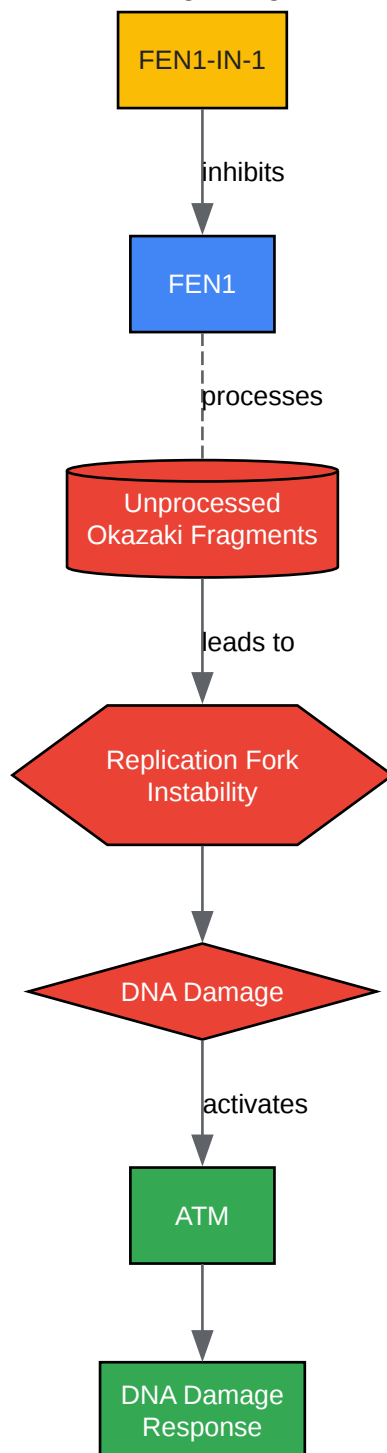 FEN1-IN-1
inhibits
FEN1
processes
Unprocessed
Okazaki Fragments
leads to
Replication Fork
Instability
DNA Damage
activates
ATM
DNA Damage
Response